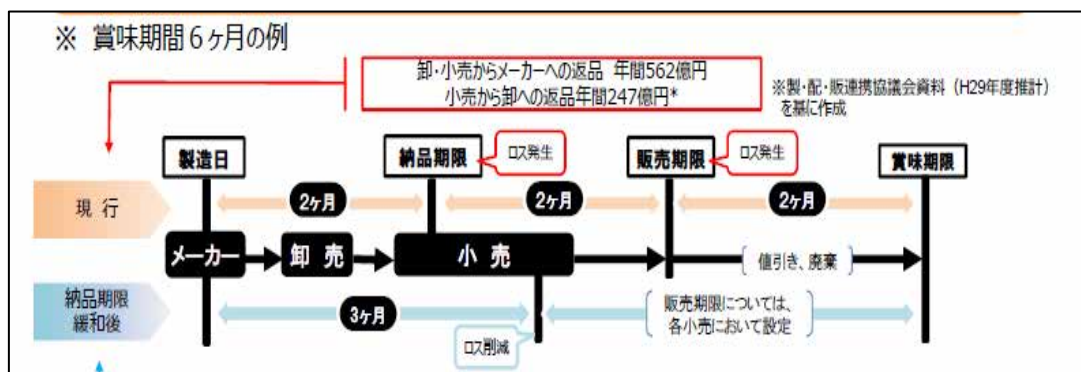 ※ 賞味期間6ヶ月の例
卸・小売からメーカーへの返品 年間562億円
小売から卸への返品年間247億円*
※製・配・販連携協議会資料（H29年度推計）
を基に作成
製造日
納品期限
ロス発生
販売期限
ロス発生
賞味期限
現 行
2ヶ月
2ヶ月
2ヶ月
メーカー
卸 売
小 売
値引き、廃棄
納品期限
緩和後
3ヶ月
ロス削減
販売期限については、
各小売において設定